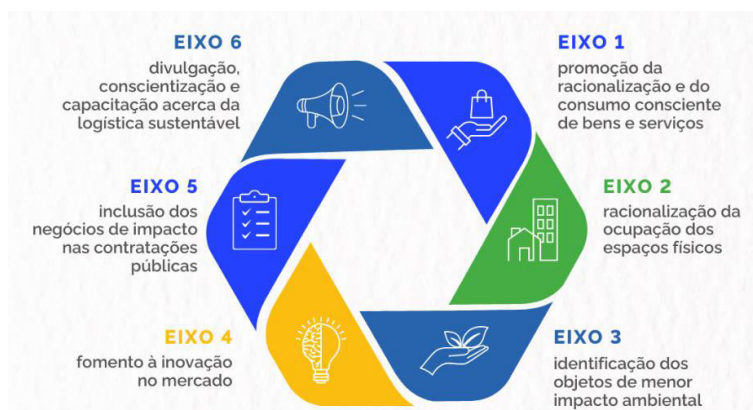 EIXO 1
promoção da
racionalização e do
consumo consciente
de bens e serviços
EIXO 2
racionalização da
ocupação dos
espaços físicos
EIXO 3
identificação dos
objetos de menor
impacto ambiental
EIXO 4
fomento à inovação
no mercado
EIXO 5
inclusão dos
negócios de impacto
nas contratações
públicas
EIXO 6
divulgação,
conscientização e
capacitação acerca da
logística sustentável